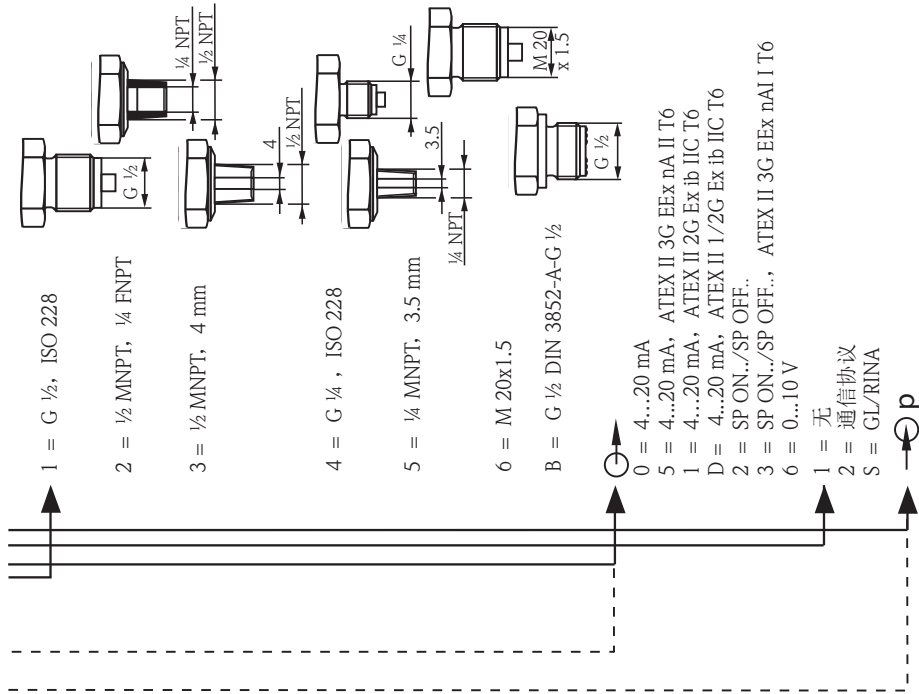 1 = G ½, ISO 228
G ½
2 = ½ MNPT, ¼ FNPT
¼ NPT
½ NPT
3 = ½ MNPT, 4 mm
4
½ NPT
4 = G ¼, ISO 228
G ¼
5 = ¼ MNPT, 3.5 mm
3.5
¼ NPT
6 = M 20x1.5
M 20
x 1.5
B = G ½ DIN 3852-A-G ½
G ½
0 = 4...20 mA
5 = 4...20 mA, ATEX II 3G EEx nA II T6
1 = 4...20 mA, ATEX II 2G Ex ib IIC T6
D = 4...20 mA, ATEX II 1/2G Ex ib IIC T6
2 = SP ON../SP OFF..
3 = SP ON../SP OFF.., ATEX II 3G EEx nAI I T6
6 = 0...10 V
1 = 无
2 = 通信协议
S = GL/RINA
p